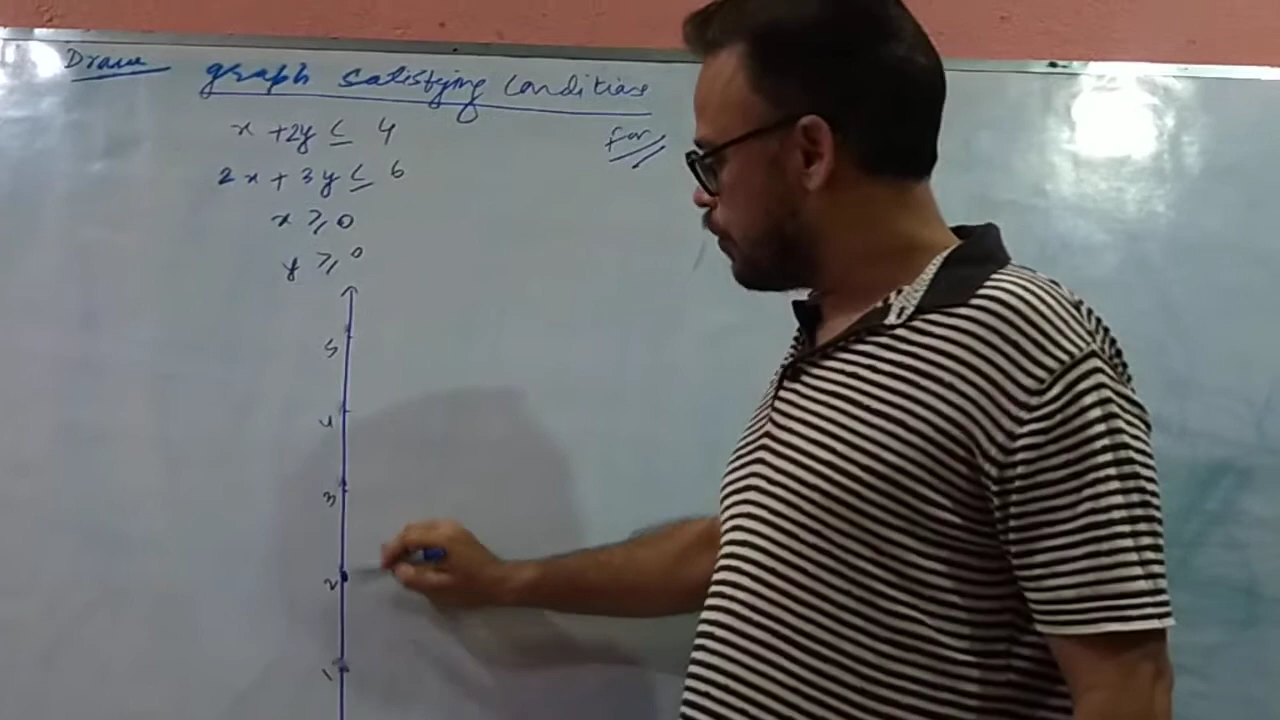 Draw graph satisfying conditions
for
x + 2y ≤ 4
2x + 3y ≤ 6
x ≥ 0
y ≥ 0
5
4
3
2
1